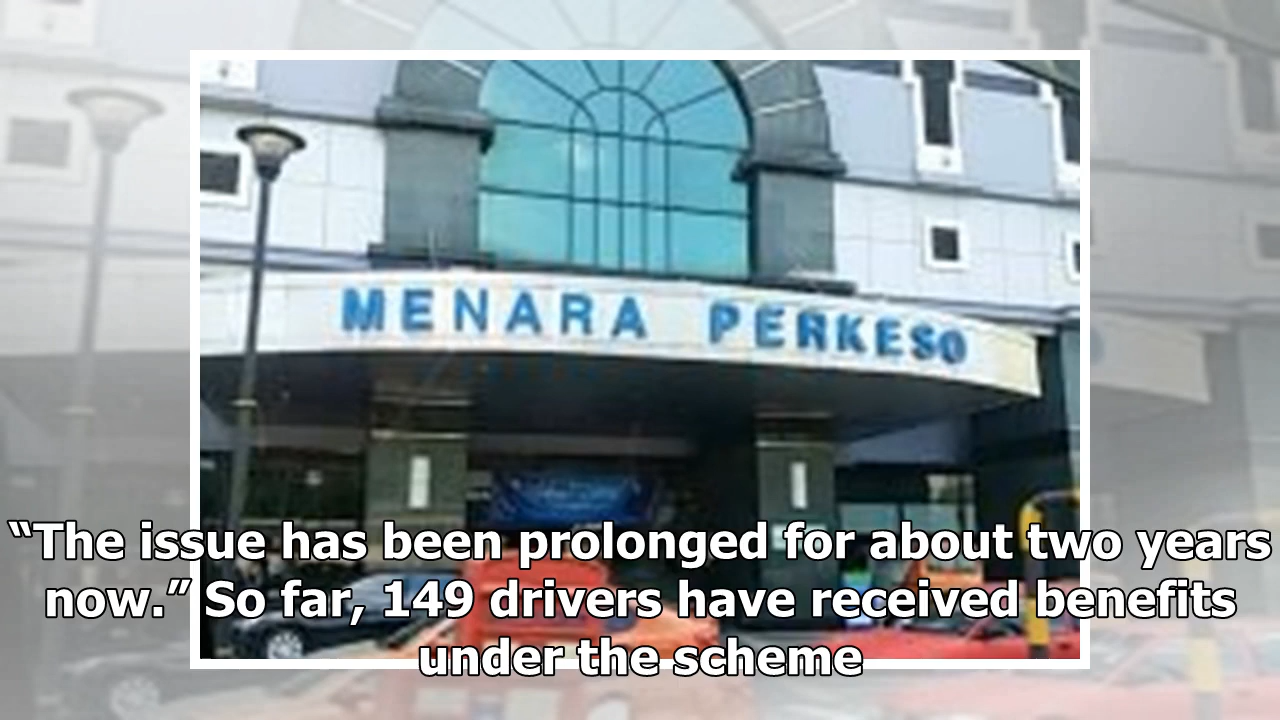 MENARA PERKESO
“The issue has been prolonged for about two years
now.” So far, 149 drivers have received benefits
under the scheme